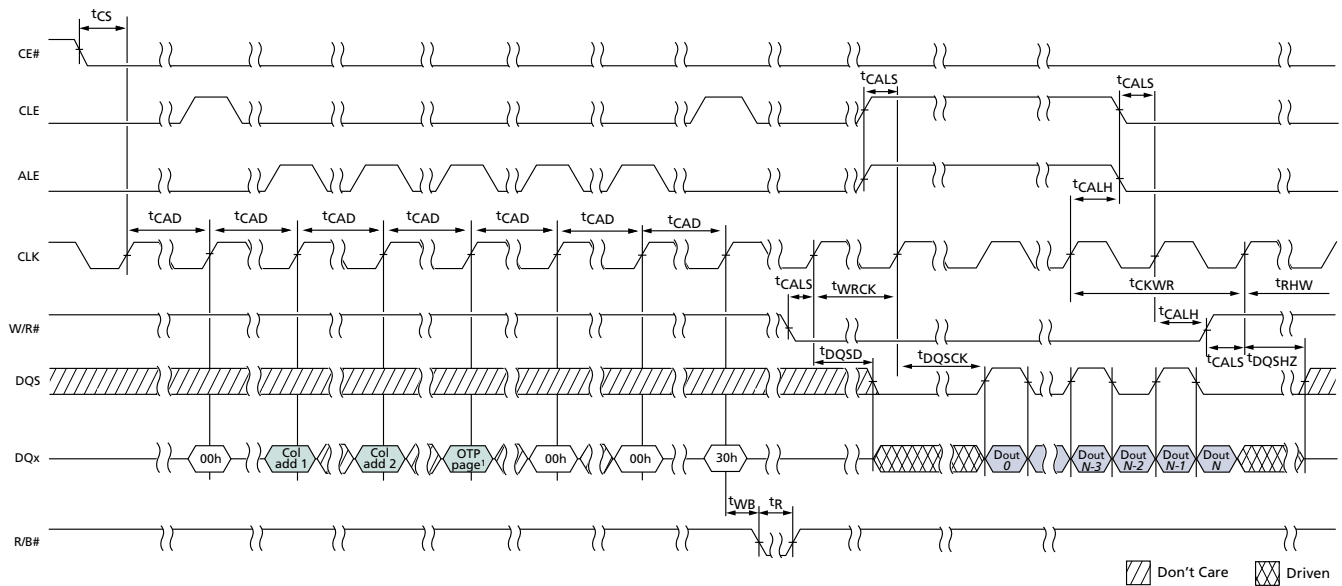 tCS
CE#
tCALS
tCALS
CLE
ALE
tCALH
tCAD
tCAD
tCAD
tCAD
tCAD
tCAD
tCAD
CLK
tCALS
tWRCK
tCKWR
tRHW
W/R#
tCALH
tDQSD
tDQSCK
tCALS
tDQSHZ
DQS
DQx
00h
Col
add 1
Col
add 2
OTP
page1
00h
00h
30h
Dout
0
Dout
N-3
Dout
N-2
Dout
N-1
Dout
N
tWB
tR
R/B#
Don't Care
Driven